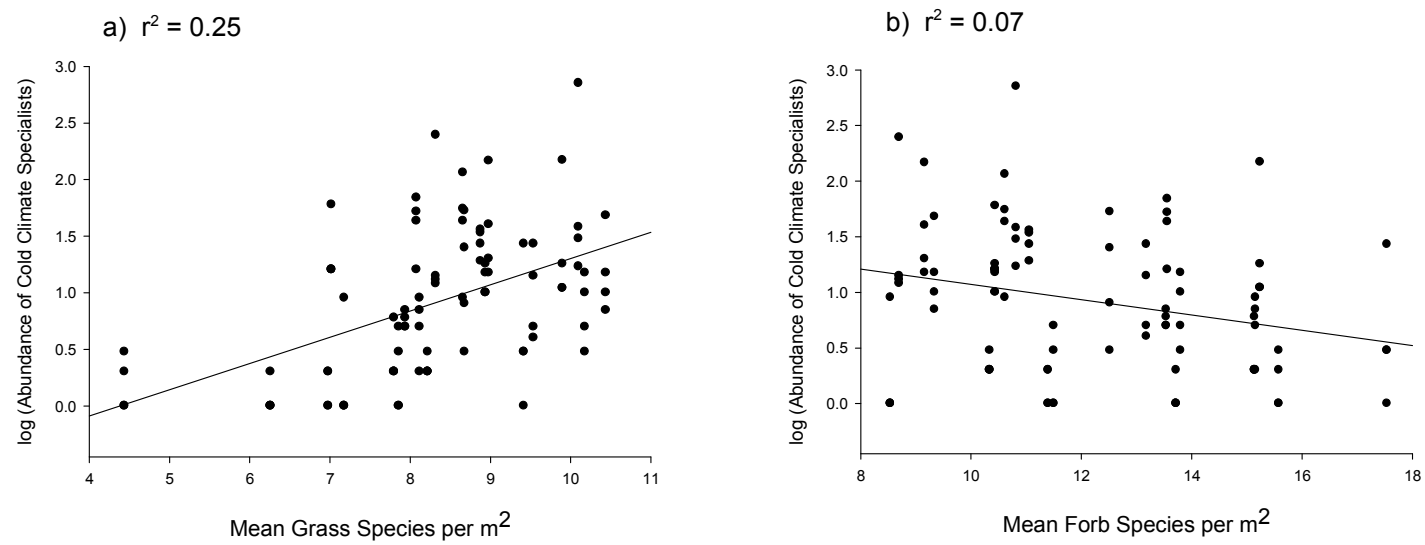 a) r² = 0.25
3.0
2.5
2.0
1.5
1.0
0.5
0.0
log (Abundance of Cold Climate Specialists)
4 5 6 7 8 9 10 11
Mean Grass Species per m²
b) r² = 0.07
3.0
2.5
2.0
1.5
1.0
0.5
0.0
log (Abundance of Cold Climate Specialists)
8 10 12 14 16 18
Mean Forb Species per m²